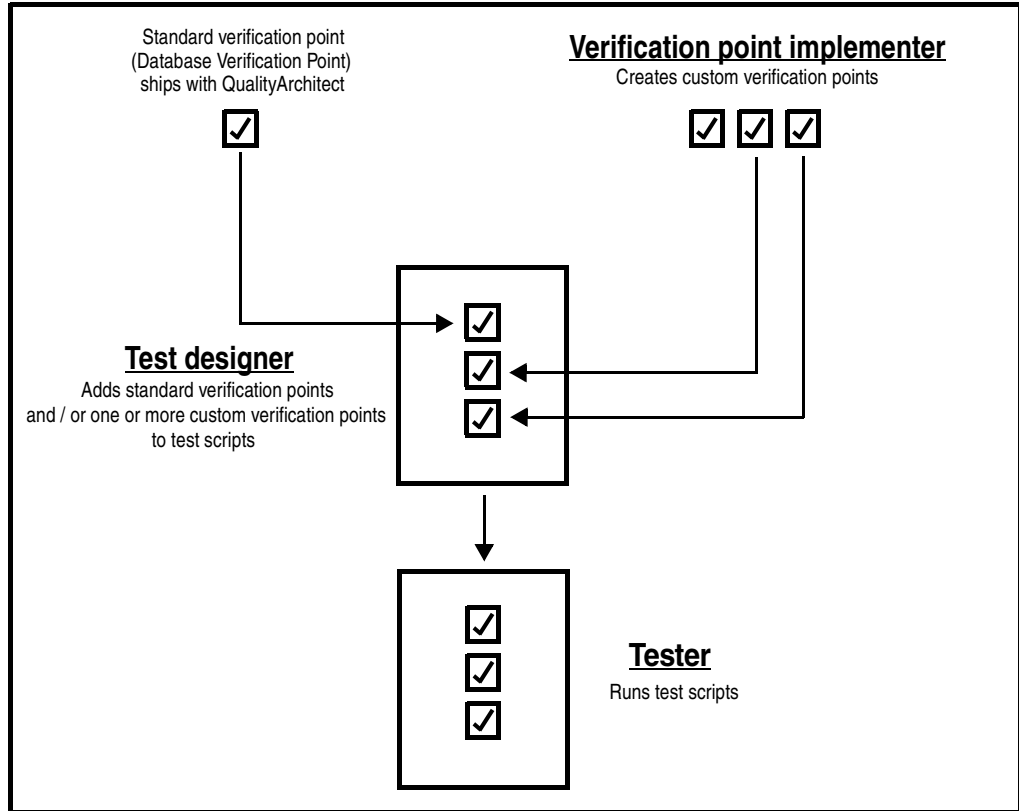 Standard verification point
(Database Verification Point)
ships with QualityArchitect
Verification point implementer
Creates custom verification points
Test designer
Adds standard verification points
and / or one or more custom verification points
to test scripts
Tester
Runs test scripts